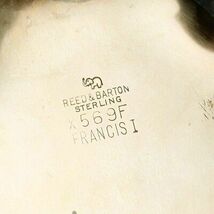 REED & BARTON
STERLING
X569F
FRANCIS I